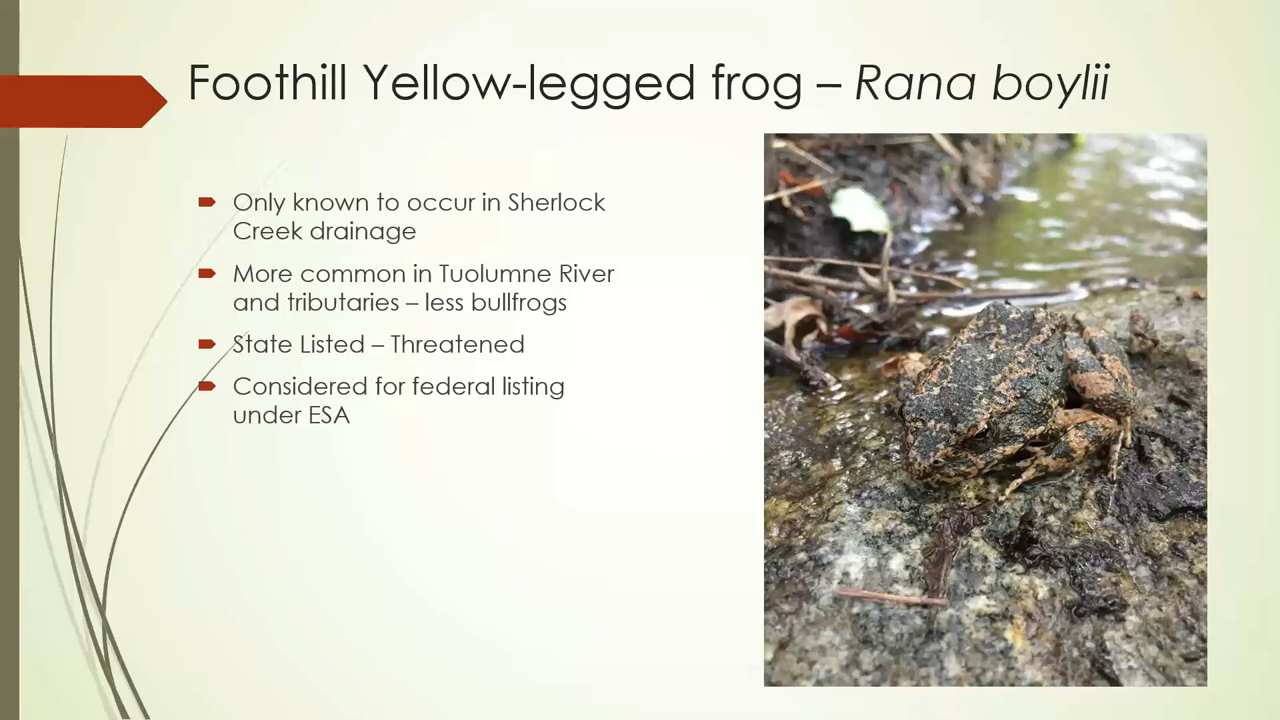 Foothill Yellow-legged frog – Rana boylii
Only known to occur in Sherlock
Creek drainage
More common in Tuolumne River
and tributaries – less bullfrogs
State Listed – Threatened
Considered for federal listing
under ESA